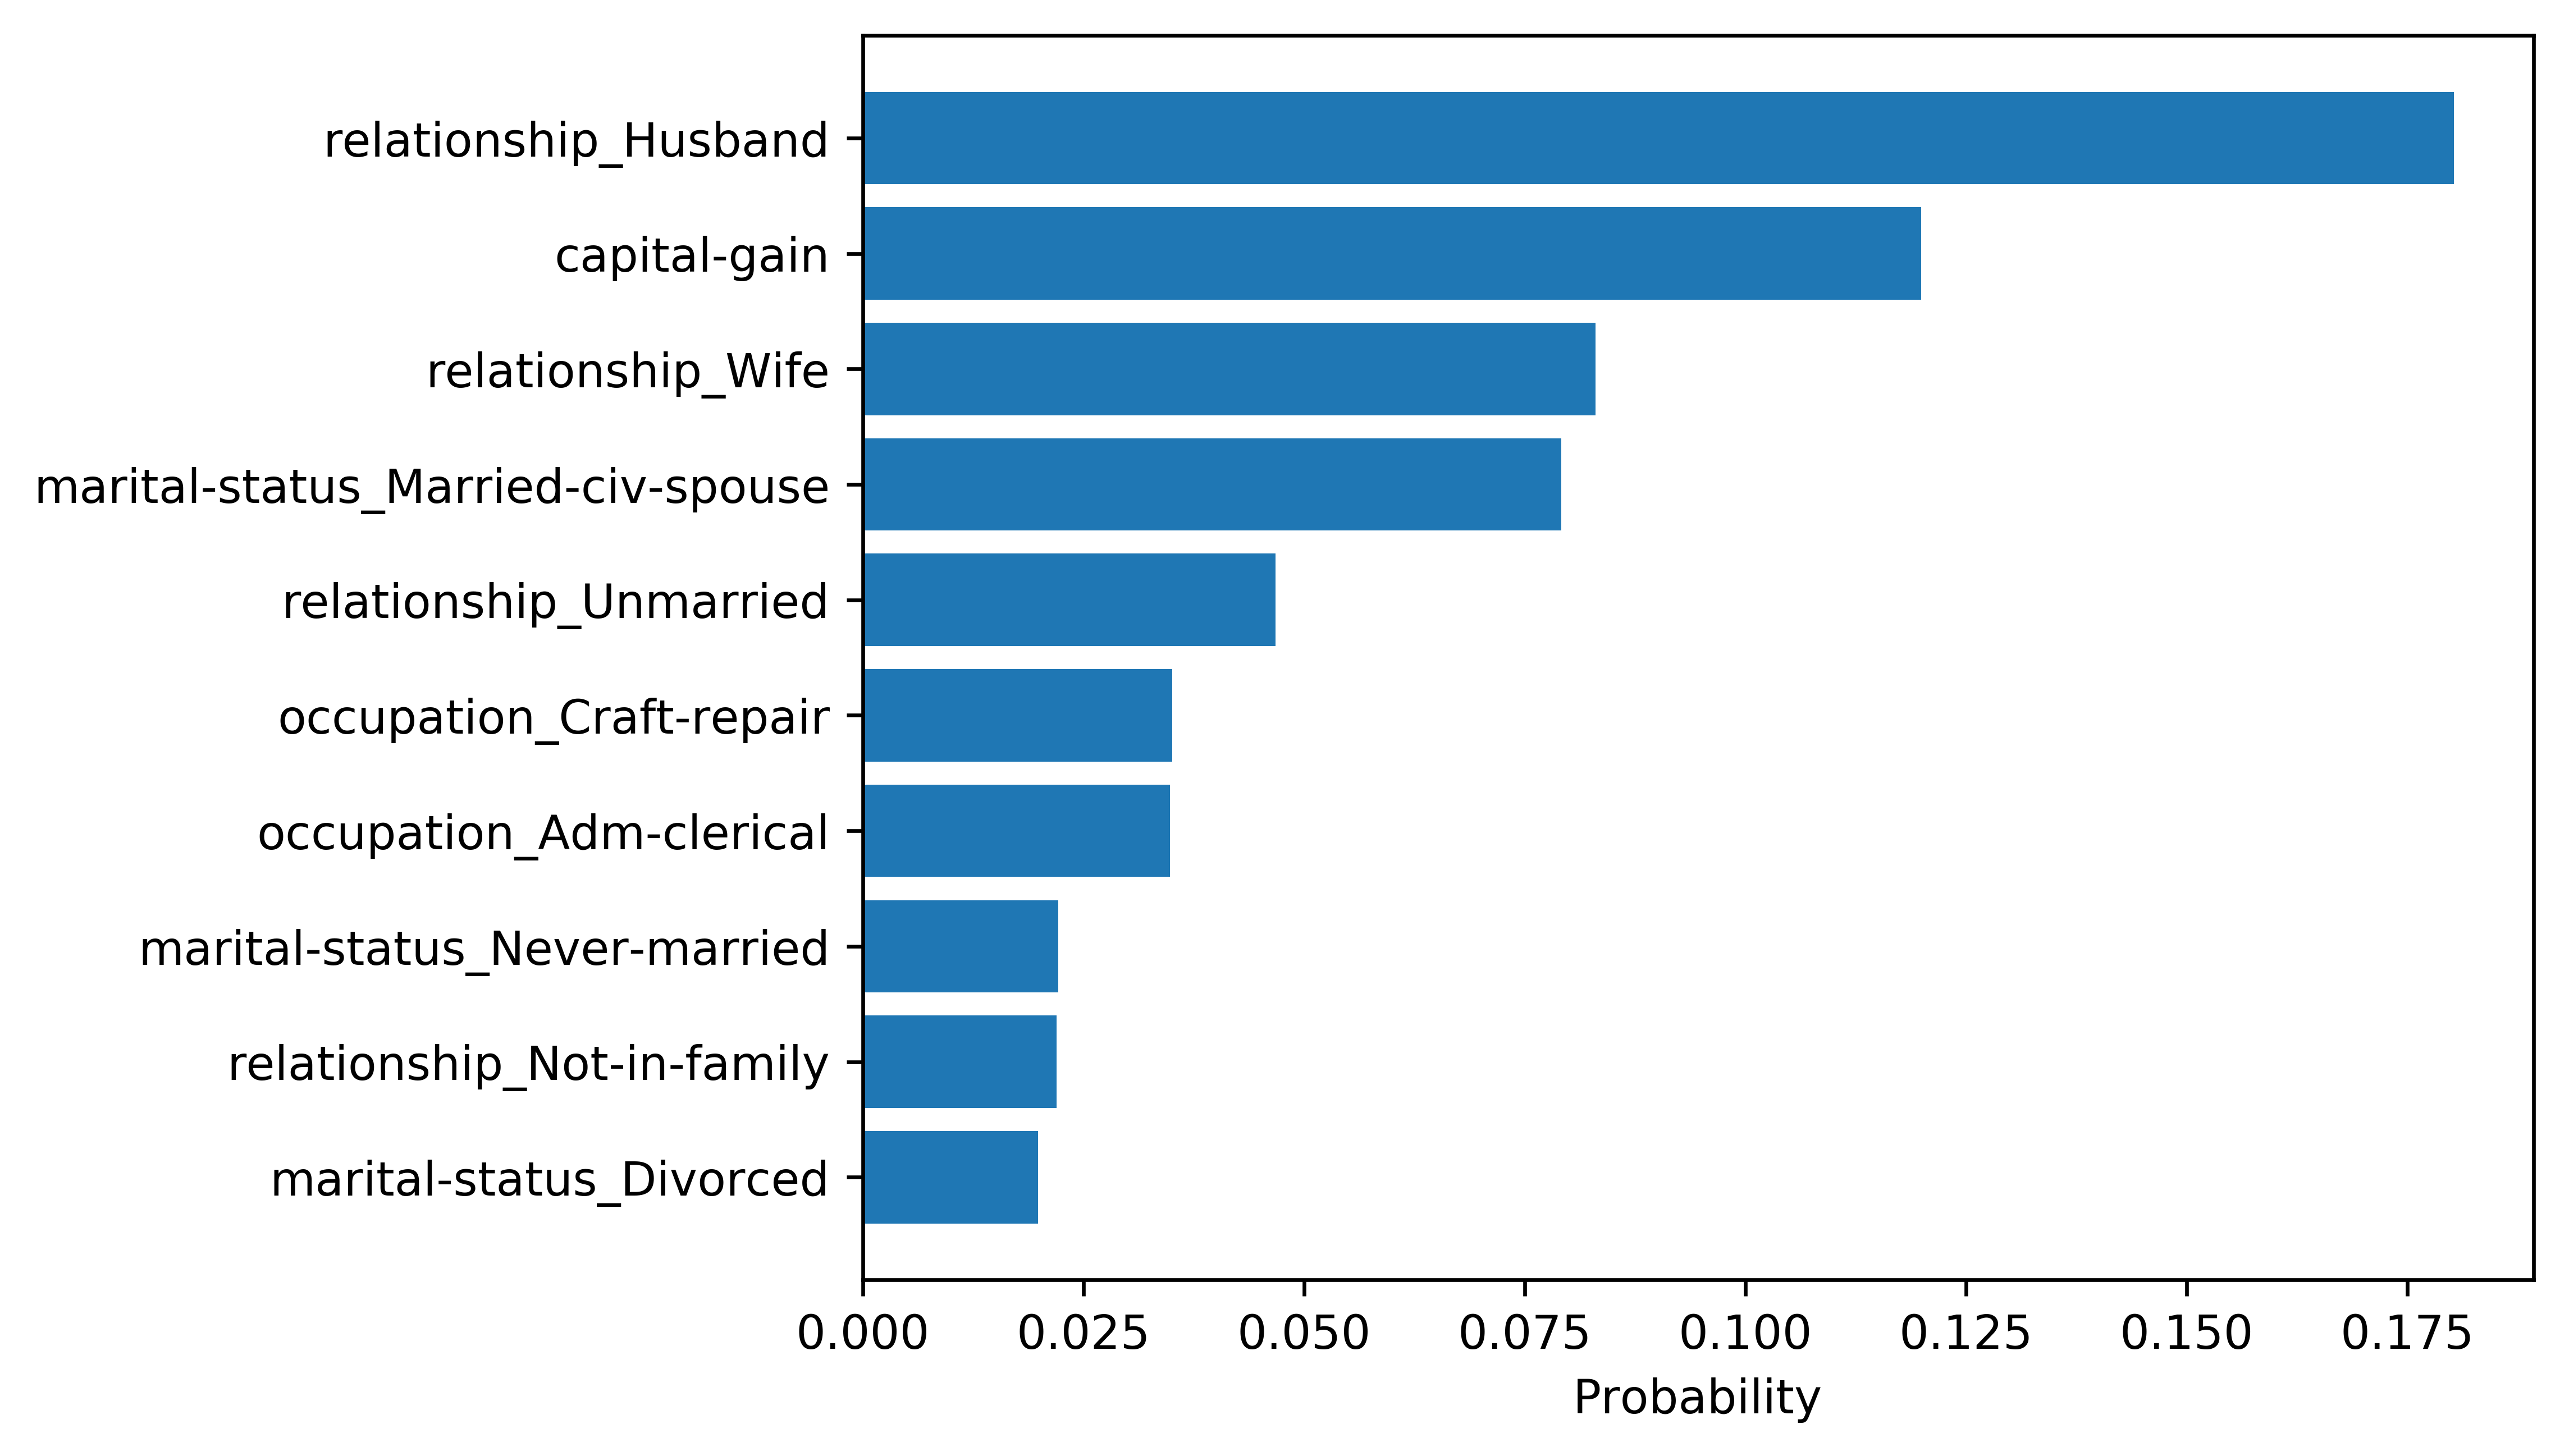 relationship_Husband
capital-gain
relationship_Wife
marital-status_Married-civ-spouse
relationship_Unmarried
occupation_Craft-repair
occupation_Adm-clerical
marital-status_Never-married
relationship_Not-in-family
marital-status_Divorced
0.000 0.025 0.050 0.075 0.100 0.125 0.150 0.175
Probability